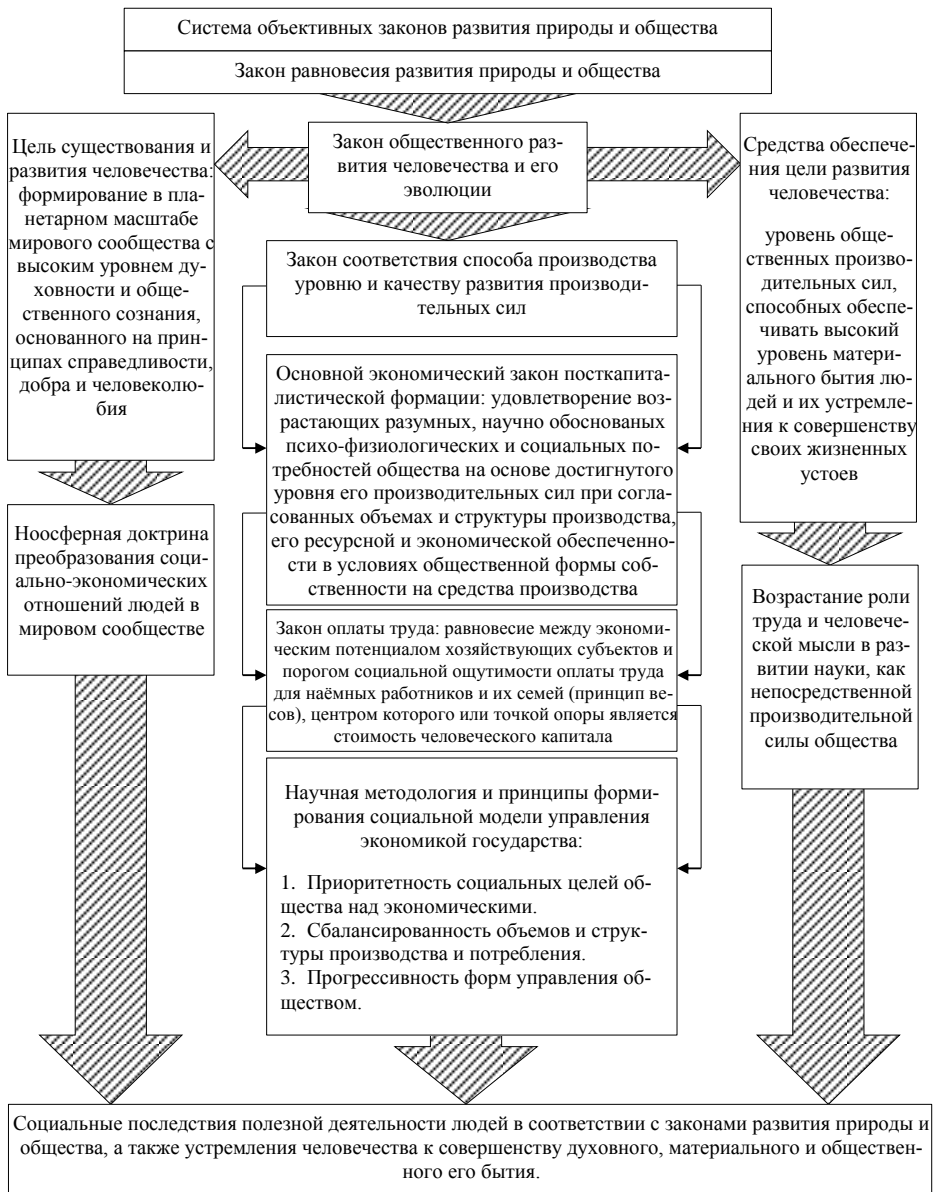 Система объективных законов развития природы и общества
Закон равновесия развития природы и общества
Цель существования и
развития человечества:
формирование в пла-
нетарном масштабе
мирового сообщества с
высоким уровнем ду-
ховности и обще-
ственного сознания,
основанного на прин-
ципах справедливости,
добра и человеколю-
бия
Закон общественного раз-
вития человечества и его
эволюции
Средства обеспече-
ния цели развития
человечества:
уровень обще-
ственных произво-
дительных сил,
способных обеспе-
чивать высокий
уровень матери-
ального бытия лю-
дей и их устремле
ния к совершенству
своих жизненных
устоев
Закон соответствия способа производства
уровню и качеству развития производи-
тельных сил
Основной экономический закон посткапита-
листической формации: удовлетворение воз-
растающих разумных, научно обоснованых
психо-физиологических и социальных по-
требностей общества на основе достигнутого
уровня его производительных сил при согла-
сованных объемах и структуры производства,
его ресурсной и экономической обеспеченно-
сти в условиях общественной формы соб-
ственности на средства производства
Ноосферная доктрина
преобразования соци-
ально-экономических
отношений людей в
мировом сообществе
Возрастание роли
труда и человече-
ской мысли в раз-
витии науки, как
непосредственной
производительной
силы общества
Закон оплаты труда: равновесие между экономи-
ческим потенциалом хозяйствующих субъектов и
порогом социальной ощутимости оплаты труда
для наёмных работников и их семей (принцип ве-
сов), центром которого или точкой опоры является
стоимость человеческого капитала
Научная методология и принципы форми-
рования социальной модели управления
экономикой государства:
1. Приоритетность социальных целей об-
щества над экономическими.
2. Сбалансированность объемов и струк-
туры производства и потребления.
3. Прогрессивность форм управления об-
ществом.
Социальные последствия полезной деятельности людей в соответствии с законами развития природы и
общества, а также устремления человечества к совершенству духовного, материального и обществен-
ного его бытия.